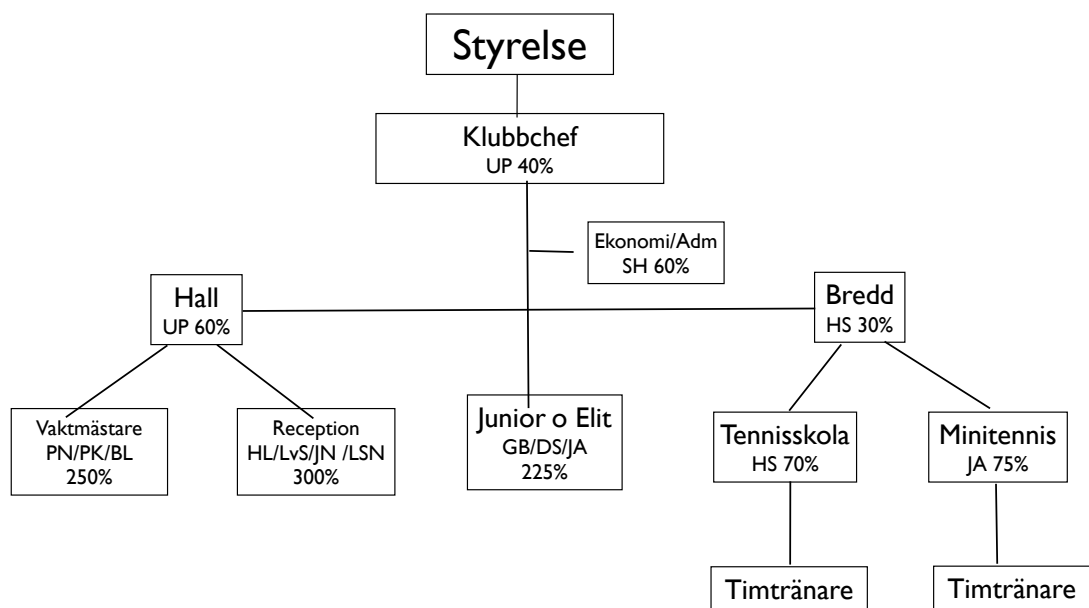 Styrelse
Klubbchef
UP 40%
Ekonomi/Adm
SH 60%
Hall
UP 60%
Bredd
HS 30%
Vaktmästare
PN/PK/BL
250%
Reception
HL/LvS/JN /LSN
300%
Junior o Elit
GB/DS/JA
225%
Tennisskola
HS 70%
Minitennis
JA 75%
Timtränare
Timtränare